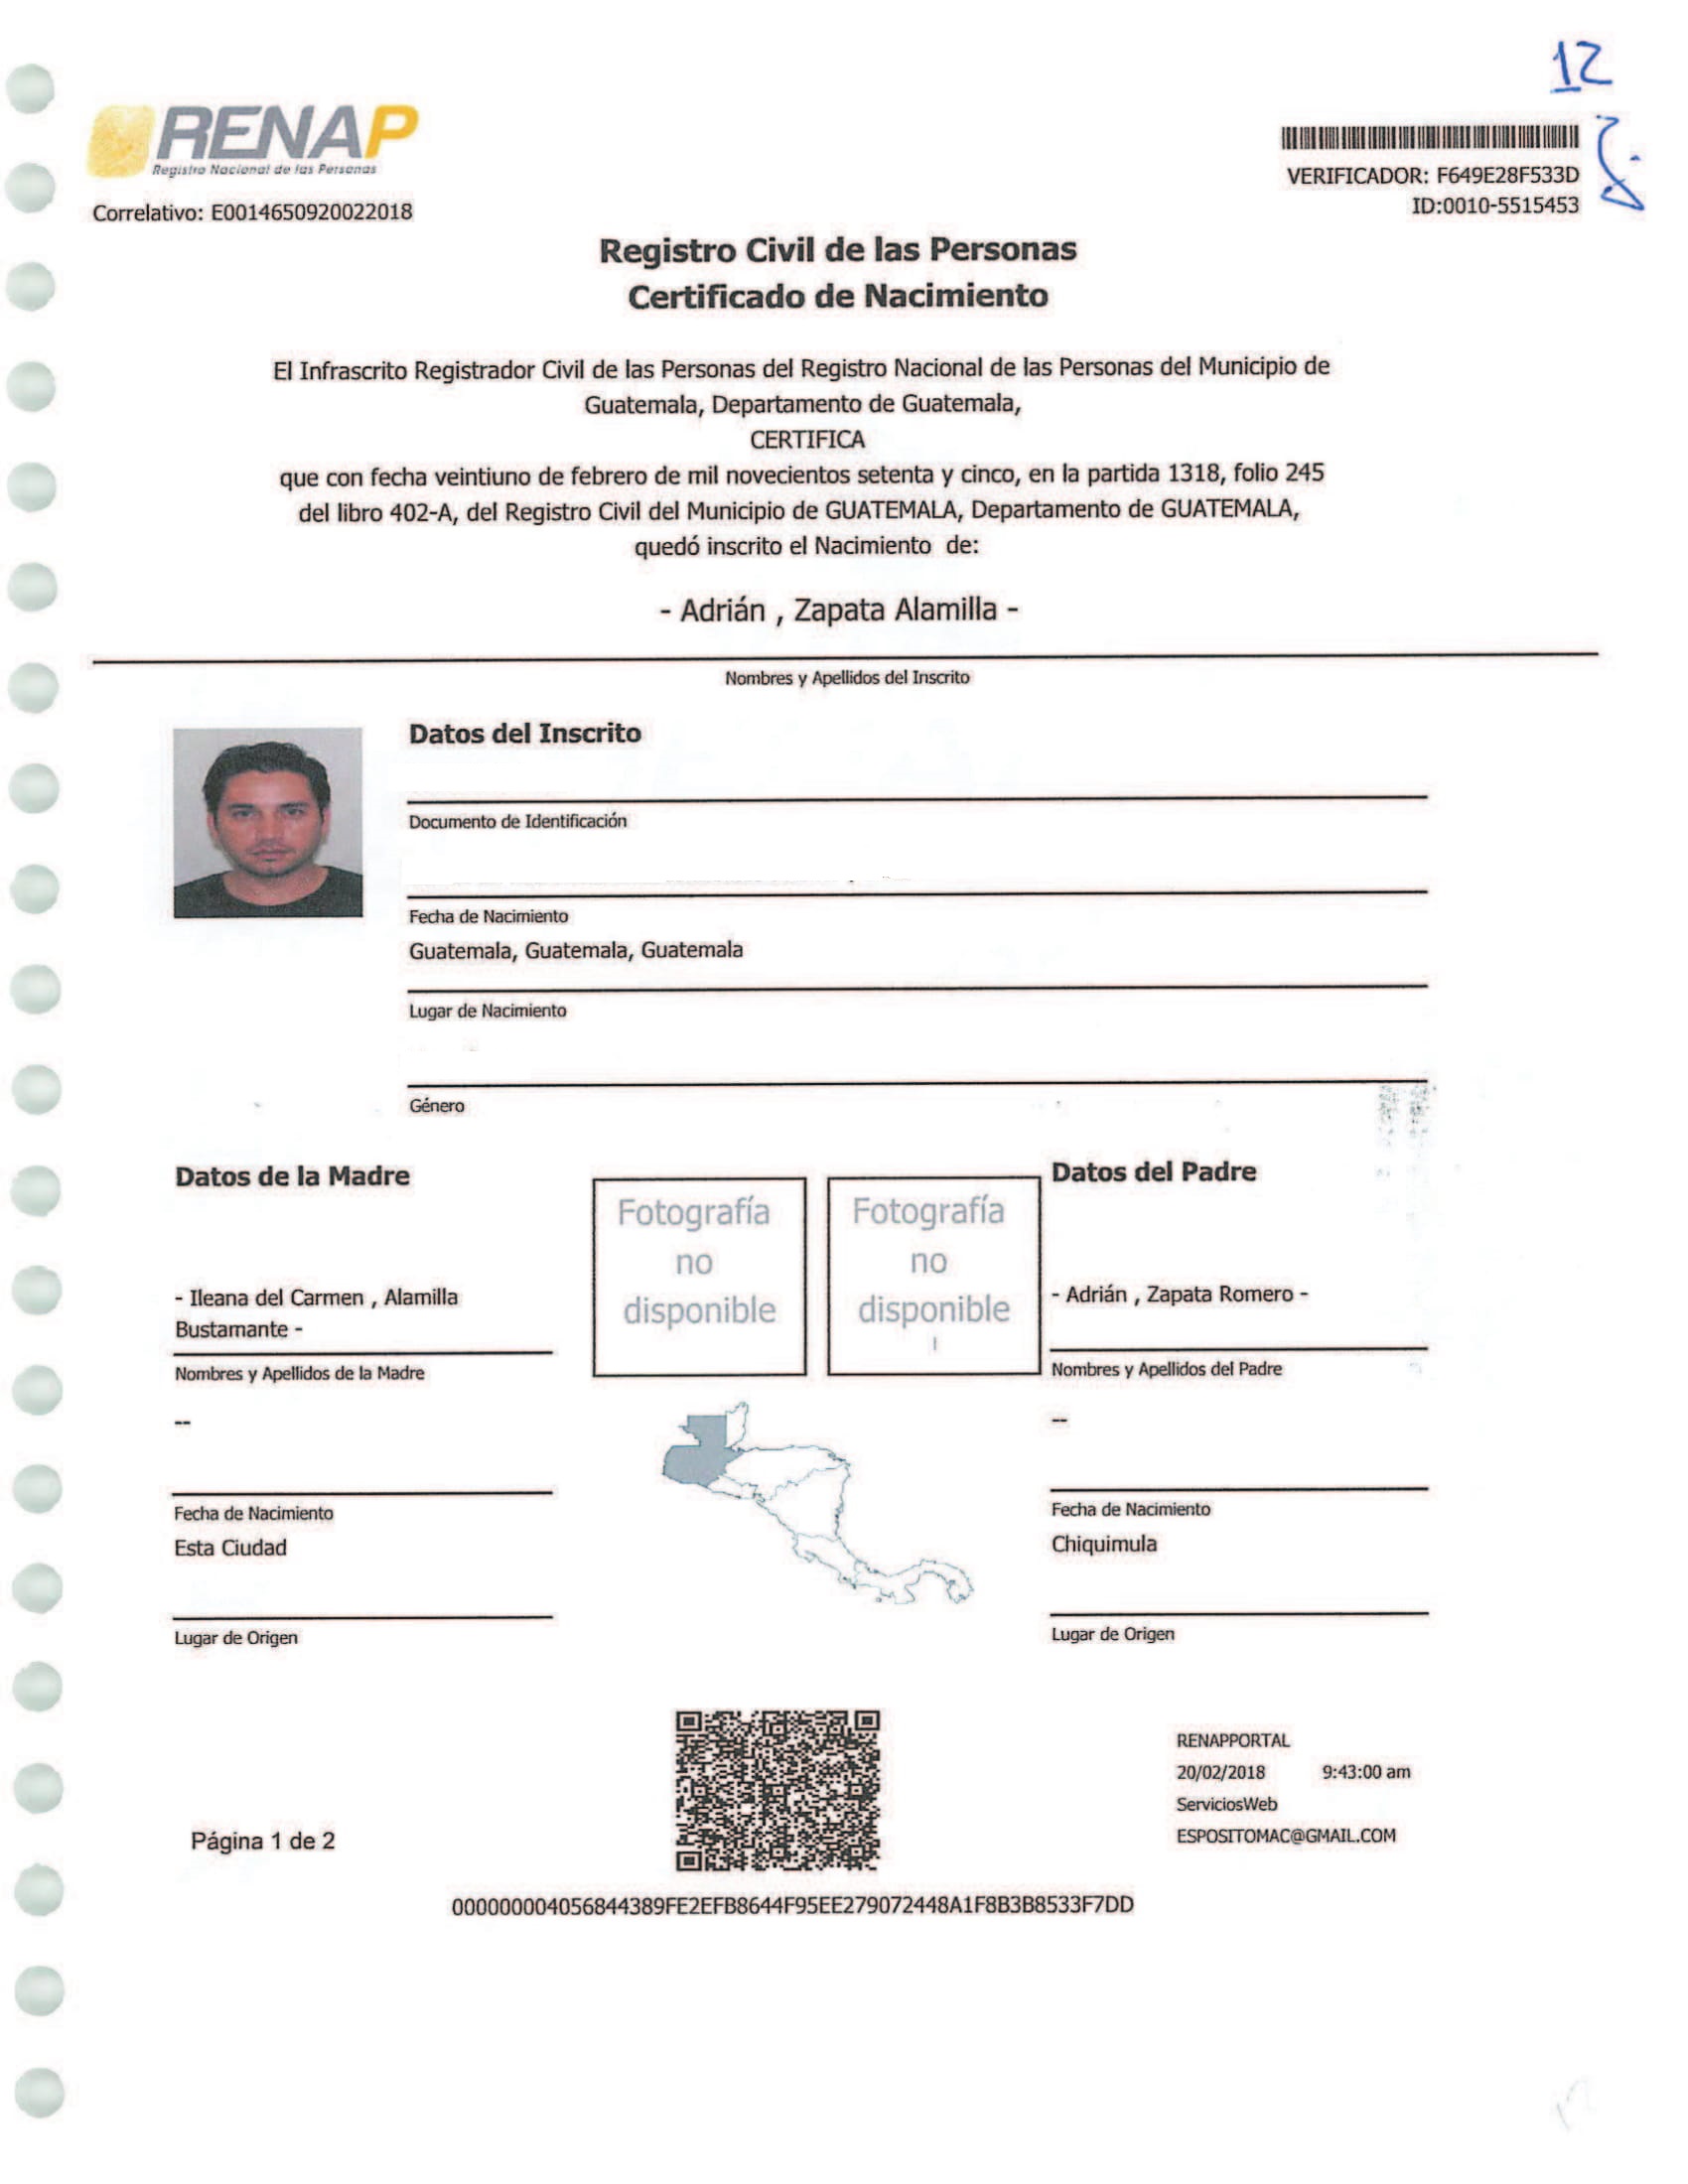 12
RENAP
Registro Nacional de las Personas
Correlativo: E0014650920022018
VERIFICADOR: F649E28F533D
ID:0010-5515453
Registro Civil de las Personas
Certificado de Nacimiento
El Infrascrito Registrador Civil de las Personas del Registro Nacional de las Personas del Municipio de
Guatemala, Departamento de Guatemala,
CERTIFICA
que con fecha veintiuno de febrero de mil novecientos setenta y cinco, en la partida 1318, folio 245
del libro 402-A, del Registro Civil del Municipio de GUATEMALA, Departamento de GUATEMALA,
quedó inscrito el Nacimiento de:
- Adrián , Zapata Alamilla -
Nombres y Apellidos del Inscrito
Datos del Inscrito
Documento de Identificación
Fecha de Nacimiento
Guatemala, Guatemala, Guatemala
Lugar de Nacimiento
Género
Datos de la Madre
- Ileana del Carmen , Alamilla
Bustamante -
Nombres y Apellidos de la Madre
--
Fecha de Nacimiento
Esta Ciudad
Lugar de Origen
Fotografía
no
disponible
Fotografía
no
disponible
Datos del Padre
- Adrián , Zapata Romero -
Nombres y Apellidos del Padre
--
Fecha de Nacimiento
Chiquimula
Lugar de Origen
RENAPPORTAL
20/02/2018 9:43:00 am
ServiciosWeb
ESPOSITOMAC@GMAIL.COM
Página 1 de 2
000000004056844389FE2EFB8644F95EE279072448A1F8B3B8533F7DD